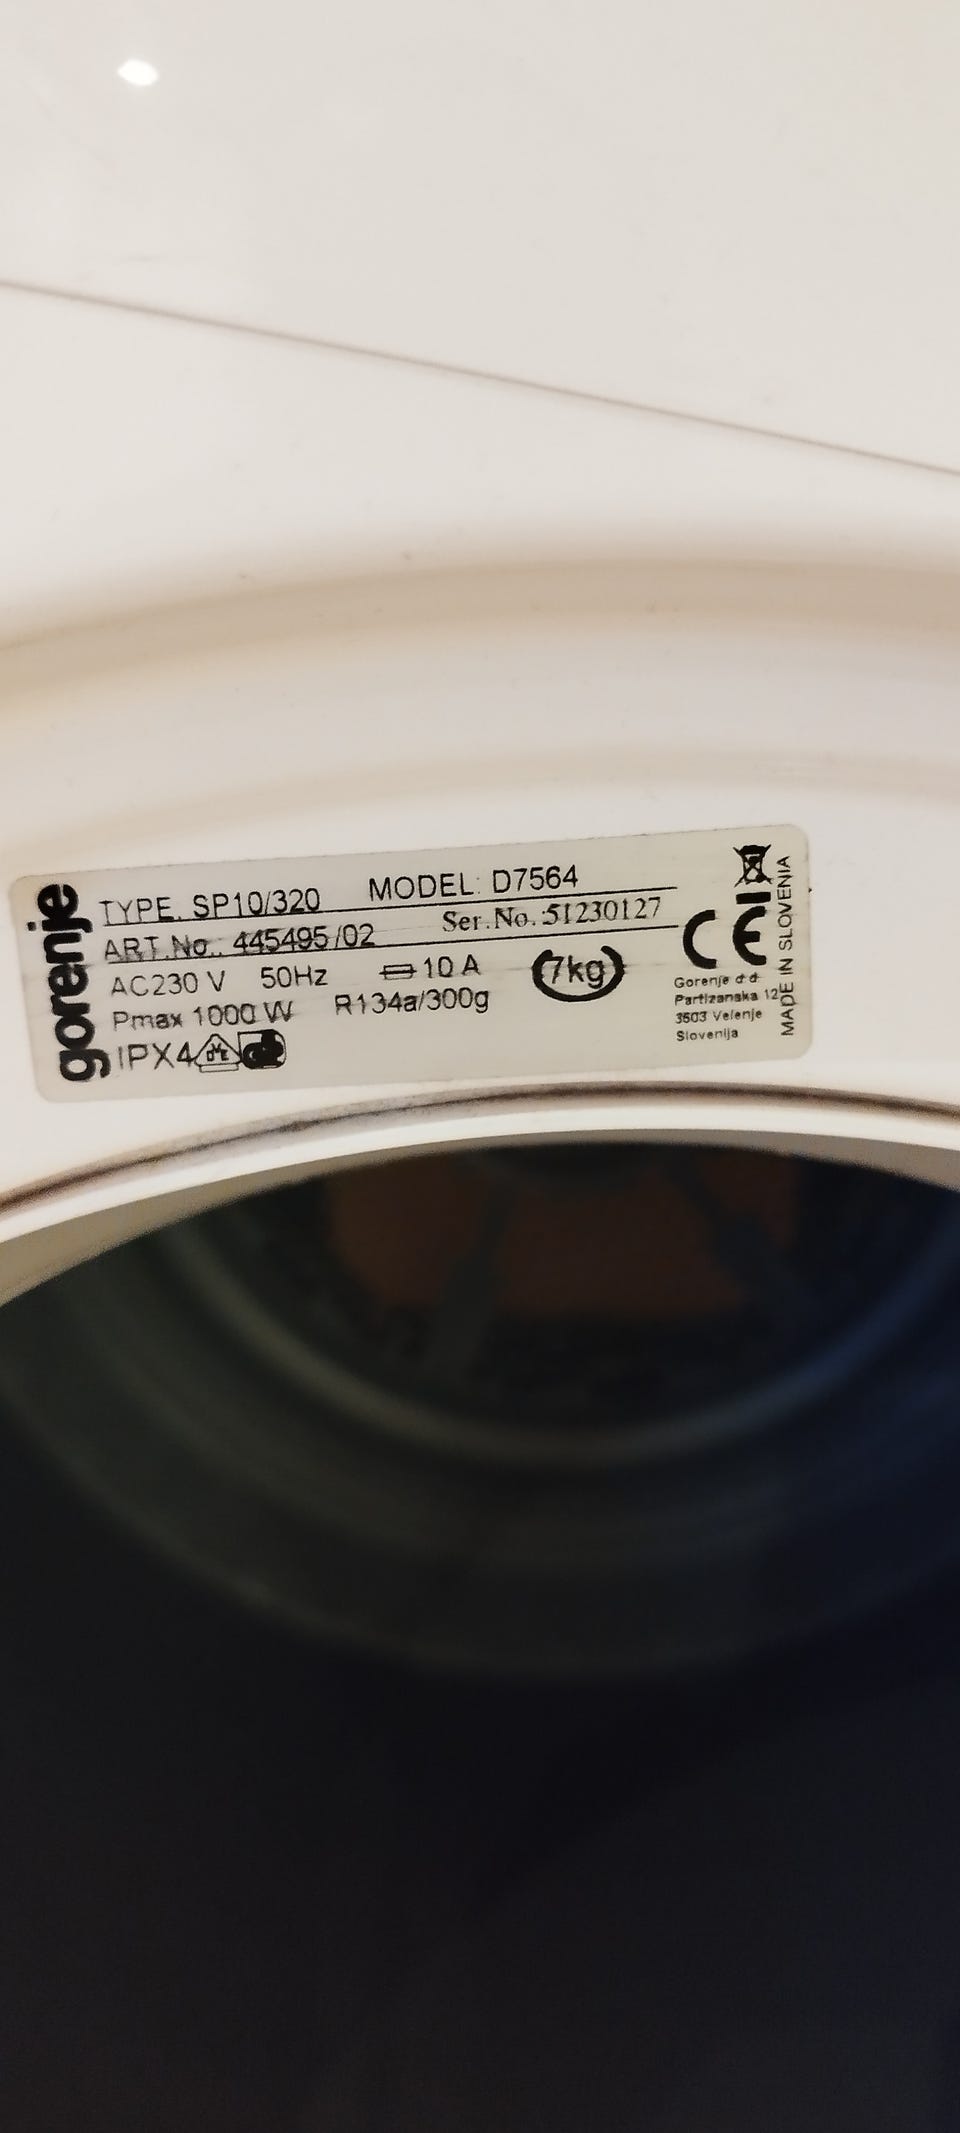 gorenje
TYPE. SP10/320 MODEL: D7564
ART.No.: 445495/02 Ser.No. 51230127
AC230 V 50Hz 10 A 7kg
Pmax 1000 W R134a/300g
IPX4
CE
Gorenje d.d.
Partizanska 12
3503 Velenje
Slovenija
MADE IN SLOVENIA